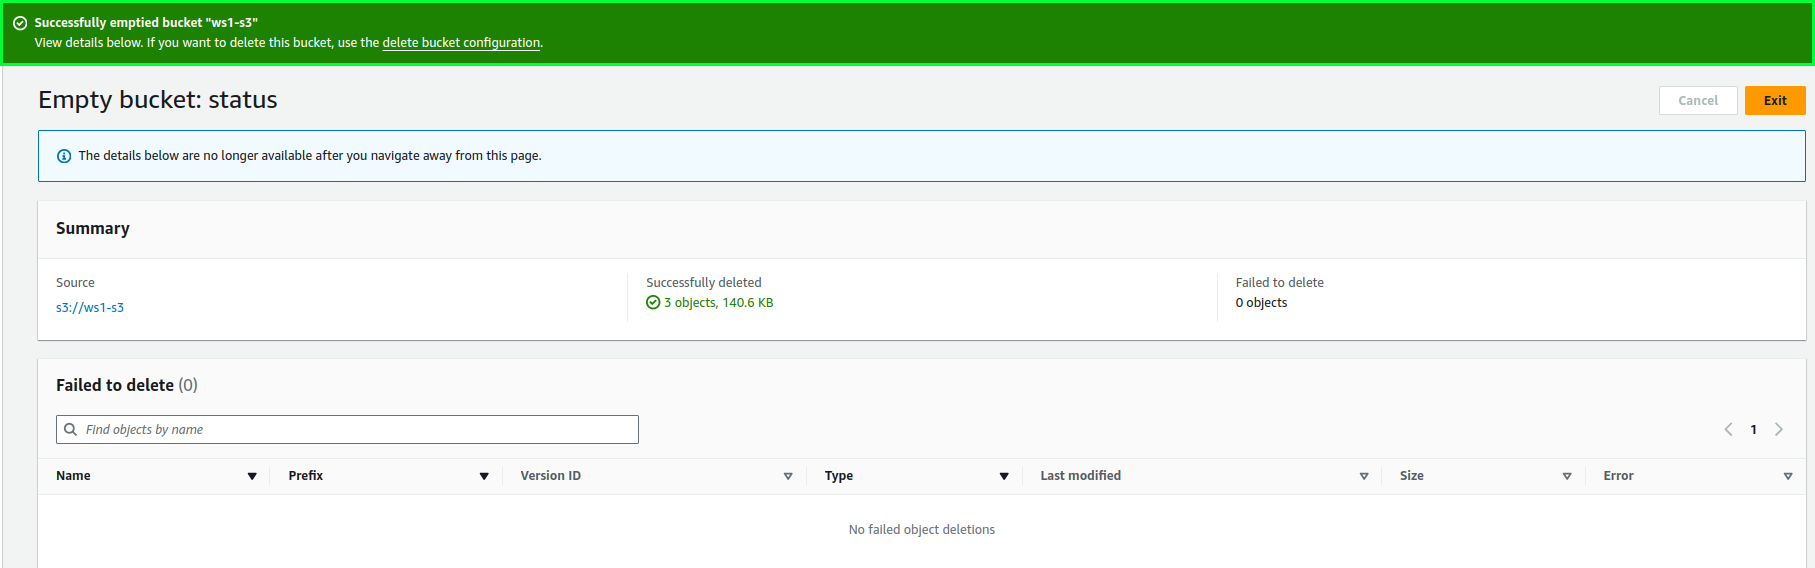 Successfully emptied bucket "ws1-s3"
View details below. If you want to delete this bucket, use the delete bucket configuration.
Empty bucket: status
Cancel
Exit
The details below are no longer available after you navigate away from this page.
Summary
Source
s3://ws1-s3
Successfully deleted
3 objects, 140.6 KB
Failed to delete
0 objects
Failed to delete (0)
Find objects by name
1
Name Prefix Version ID Type Last modified Size Error
No failed object deletions